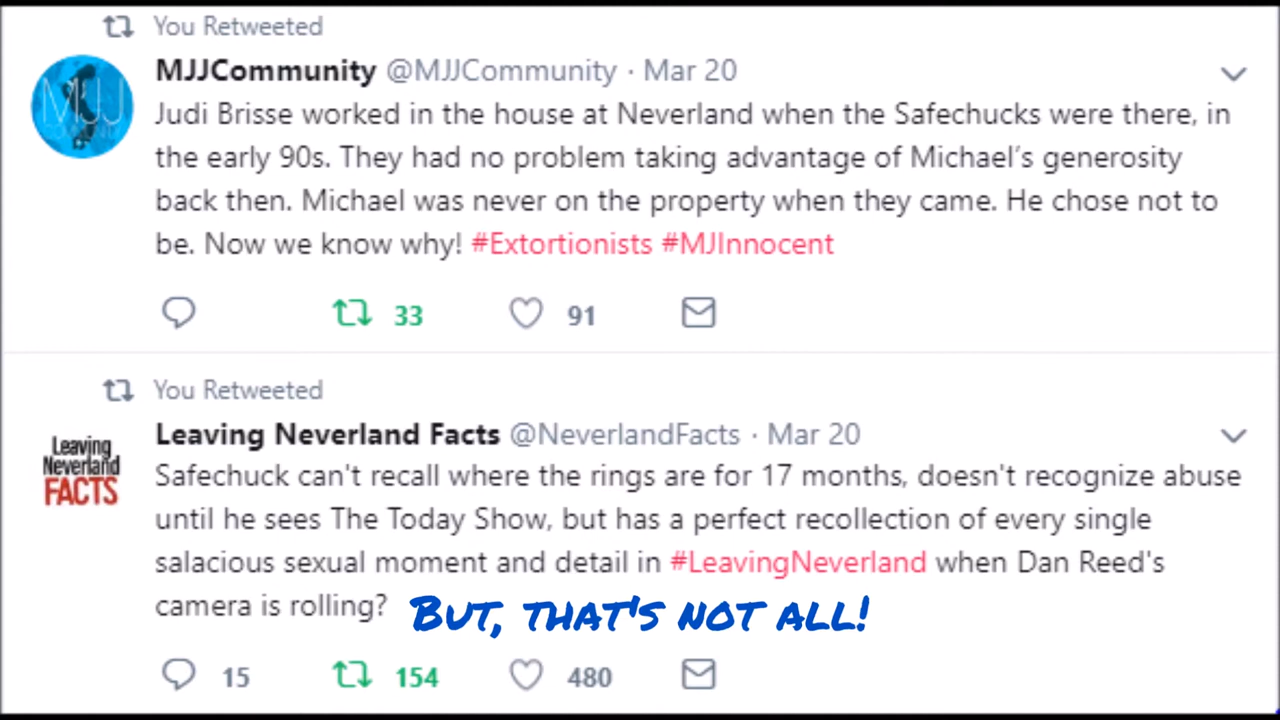 You Retweeted
MJJCommunity @MJJCommunity · Mar 20
Judi Brisse worked in the house at Neverland when the Safechucks were there, in
the early 90s. They had no problem taking advantage of Michael's generosity
back then. Michael was never on the property when they came. He chose not to
be. Now we know why! #Extortionists #MJInnocent
33 91
You Retweeted
Leaving Neverland Facts @NeverlandFacts · Mar 20
Leaving
Neverland
FACTS
Safechuck can't recall where the rings are for 17 months, doesn't recognize abuse
until he sees The Today Show, but has a perfect recollection of every single
salacious sexual moment and detail in #LeavingNeverland when Dan Reed's
camera is rolling?
BUT, THAT'S NOT ALL!
15 154 480